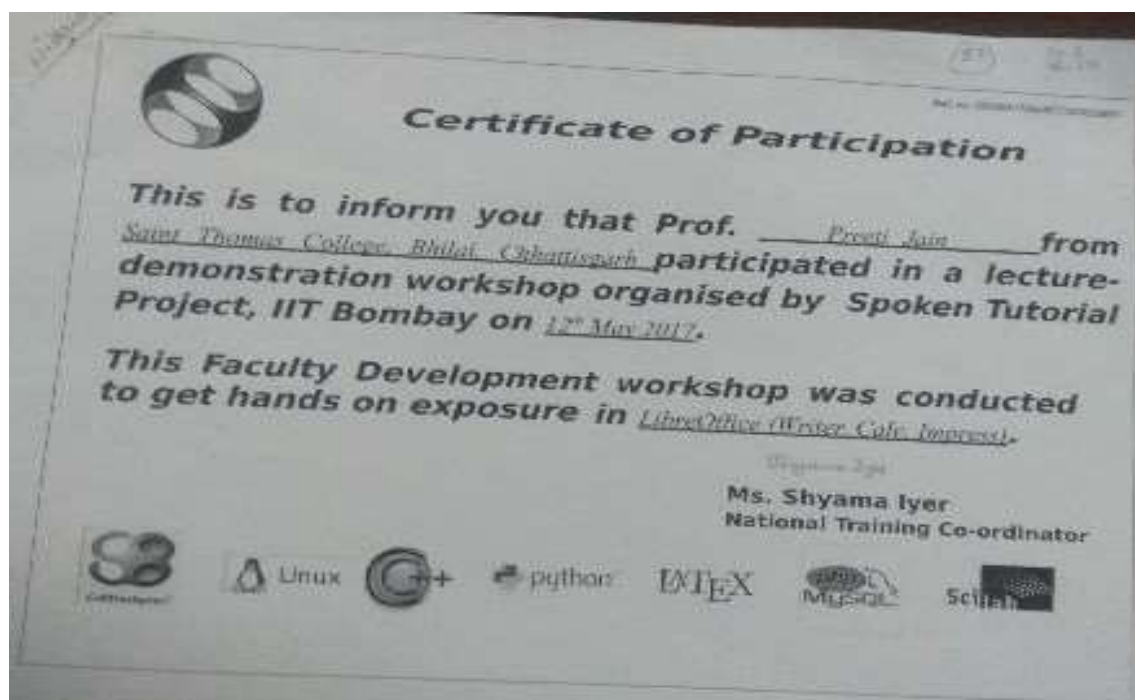 Certificate of Participation
This is to inform you that Prof. Preeti Jain from
Saint Thomas College, Bhilai, Chhattisgarh participated in a lecture-
demonstration workshop organised by Spoken Tutorial
Project, IIT Bombay on 12th May 2017.
This Faculty Development workshop was conducted
to get hands on exposure in LibreOffice (Writer, Calc, Impress).
Ms. Shyama Iyer
National Training Co-ordinator
Linux C++ python LATEX MySQL Scilab